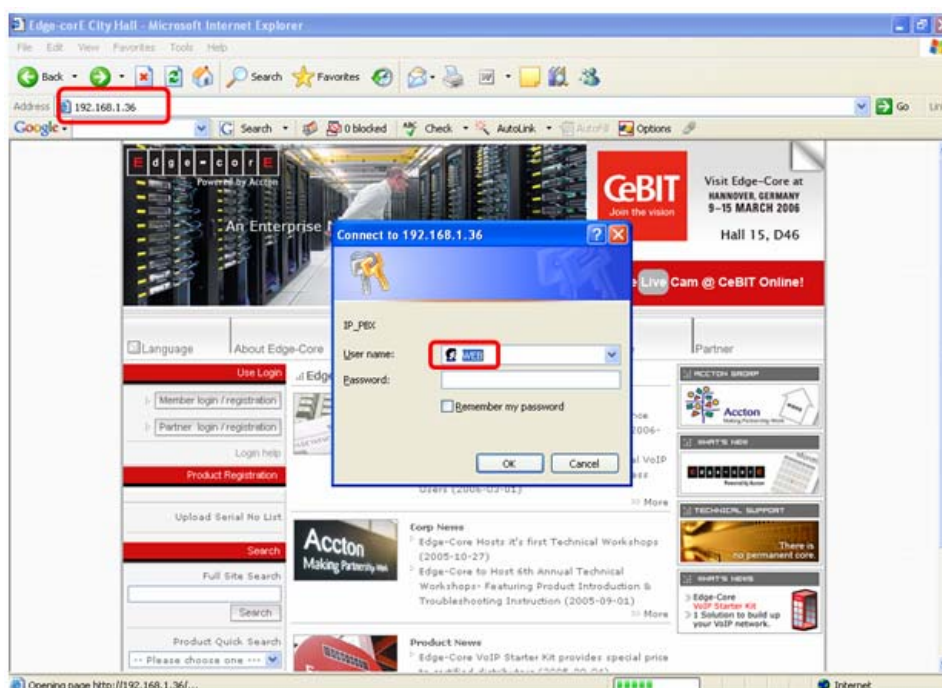 Edge-corE City Hall - Microsoft Internet Explorer
File Edit View Favorites Tools Help
Back Search Favorites
Address 192.168.1.36 Go
Google Search 0 blocked Check AutoLink AutoFill Options
Edge-corE
Powered by Accton
An Enterprise
CeBIT
Join the vision
Visit Edge-Core at
HANNOVER, GERMANY
9-15 MARCH 2006
Hall 15, D46
Live Cam @ CeBIT Online!
Connect to 192.168.1.36
IP_PBX
User name: WEB
Password:
Remember my password
OK Cancel
Language About Edge-Core Partner
Use Login
Member login / registration
Partner login / registration
Login help
Product Registration
Upload Serial No List
Search
Full Site Search
Search
Product Quick Search
-- Please choose one ---
Users (2006-03-01)
More
Accton
Making Partnership Work
Corp News
Edge-Core Hosts it's first Technical Workshops
(2005-10-27)
Edge-Core to Host 6th Annual Technical
Workshops- Featuring Product Introduction &
Troubleshooting Instruction (2005-09-01)
More
Product News
Edge-Core VoIP Starter Kit provides special price
ACCTON GROUP
Accton
Making Partnership Work
WHAT'S NEW
TECHNICAL SUPPORT
There is
no permanent core.
WHAT'S NEWS
Edge-Core
VoIP Starter Kit
1 Solution to build up
your VoIP network.
Opening page http://192.168.1.36/...
Internet